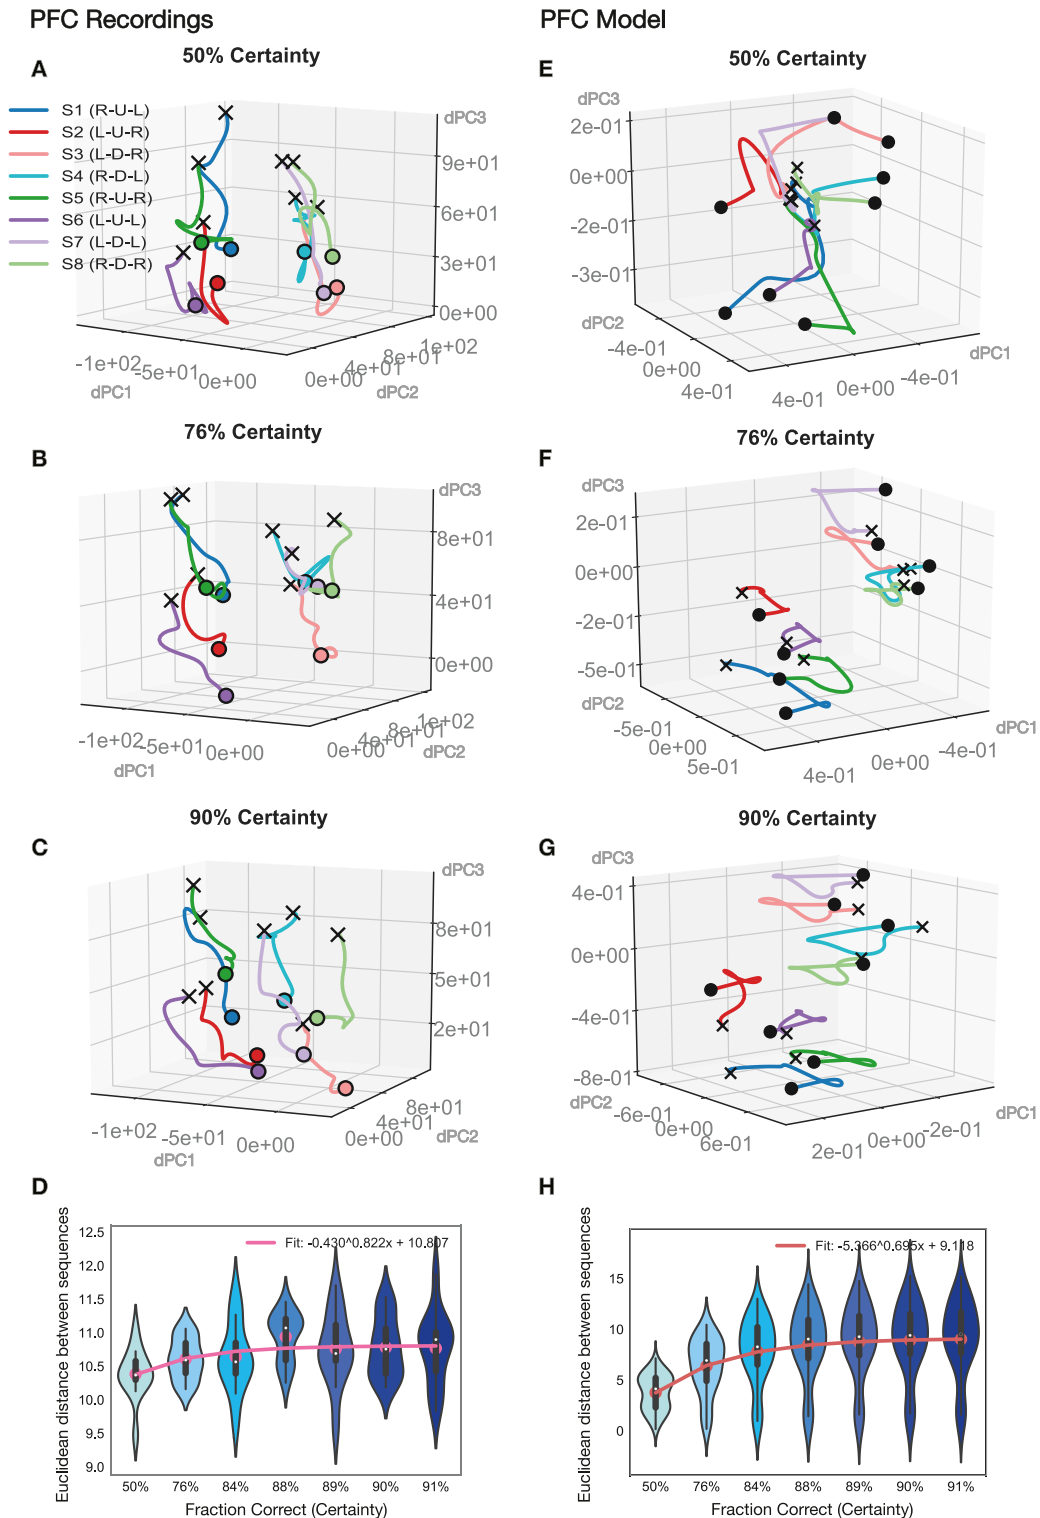 PFC Recordings
PFC Model
A
50% Certainty
S1 (R-U-L)
S2 (L-U-R)
S3 (L-D-R)
S4 (R-D-L)
S5 (R-U-R)
S6 (L-U-L)
S7 (L-D-L)
S8 (R-D-R)
dPC3
9e+01
6e+01
3e+01
0e+00
-1e+02
-5e+01
0e+00
dPC1
0e+00
4e+01
8e+01
1e+02
dPC2
E
50% Certainty
dPC3
2e-01
0e+00
-2e-01
-3e-01
dPC2
-4e-01
0e+00
4e-01
4e-01
0e+00
-4e-01
dPC1
B
76% Certainty
dPC3
8e+01
4e+01
0e+00
-1e+02
-5e+01
0e+00
dPC1
0e+00
4e+01
8e+01
1e+02
dPC2
F
76% Certainty
dPC3
2e-01
0e+00
-2e-01
-5e-01
dPC2
-5e-01
0e+00
5e-01
4e-01
0e+00
-4e-01
dPC1
C
90% Certainty
dPC3
8e+01
5e+01
2e+01
-1e+02
-5e+01
0e+00
dPC1
0e+00
4e+01
8e+01
dPC2
G
90% Certainty
dPC3
4e-01
0e+00
-4e-01
-8e-01
dPC2
-6e-01
0e+00
6e-01
2e-01
0e+00
-2e-01
dPC1
D
Euclidean distance between sequences
12.5
12.0
11.5
11.0
10.5
10.0
9.5
9.0
Fit: -0.430^0.822x + 10.807
50% 76% 84% 88% 89% 90% 91%
Fraction Correct (Certainty)
H
Euclidean distance between sequences
15
10
5
0
Fit: -5.366^0.695x + 9.118
50% 76% 84% 88% 89% 90% 91%
Fraction Correct (Certainty)